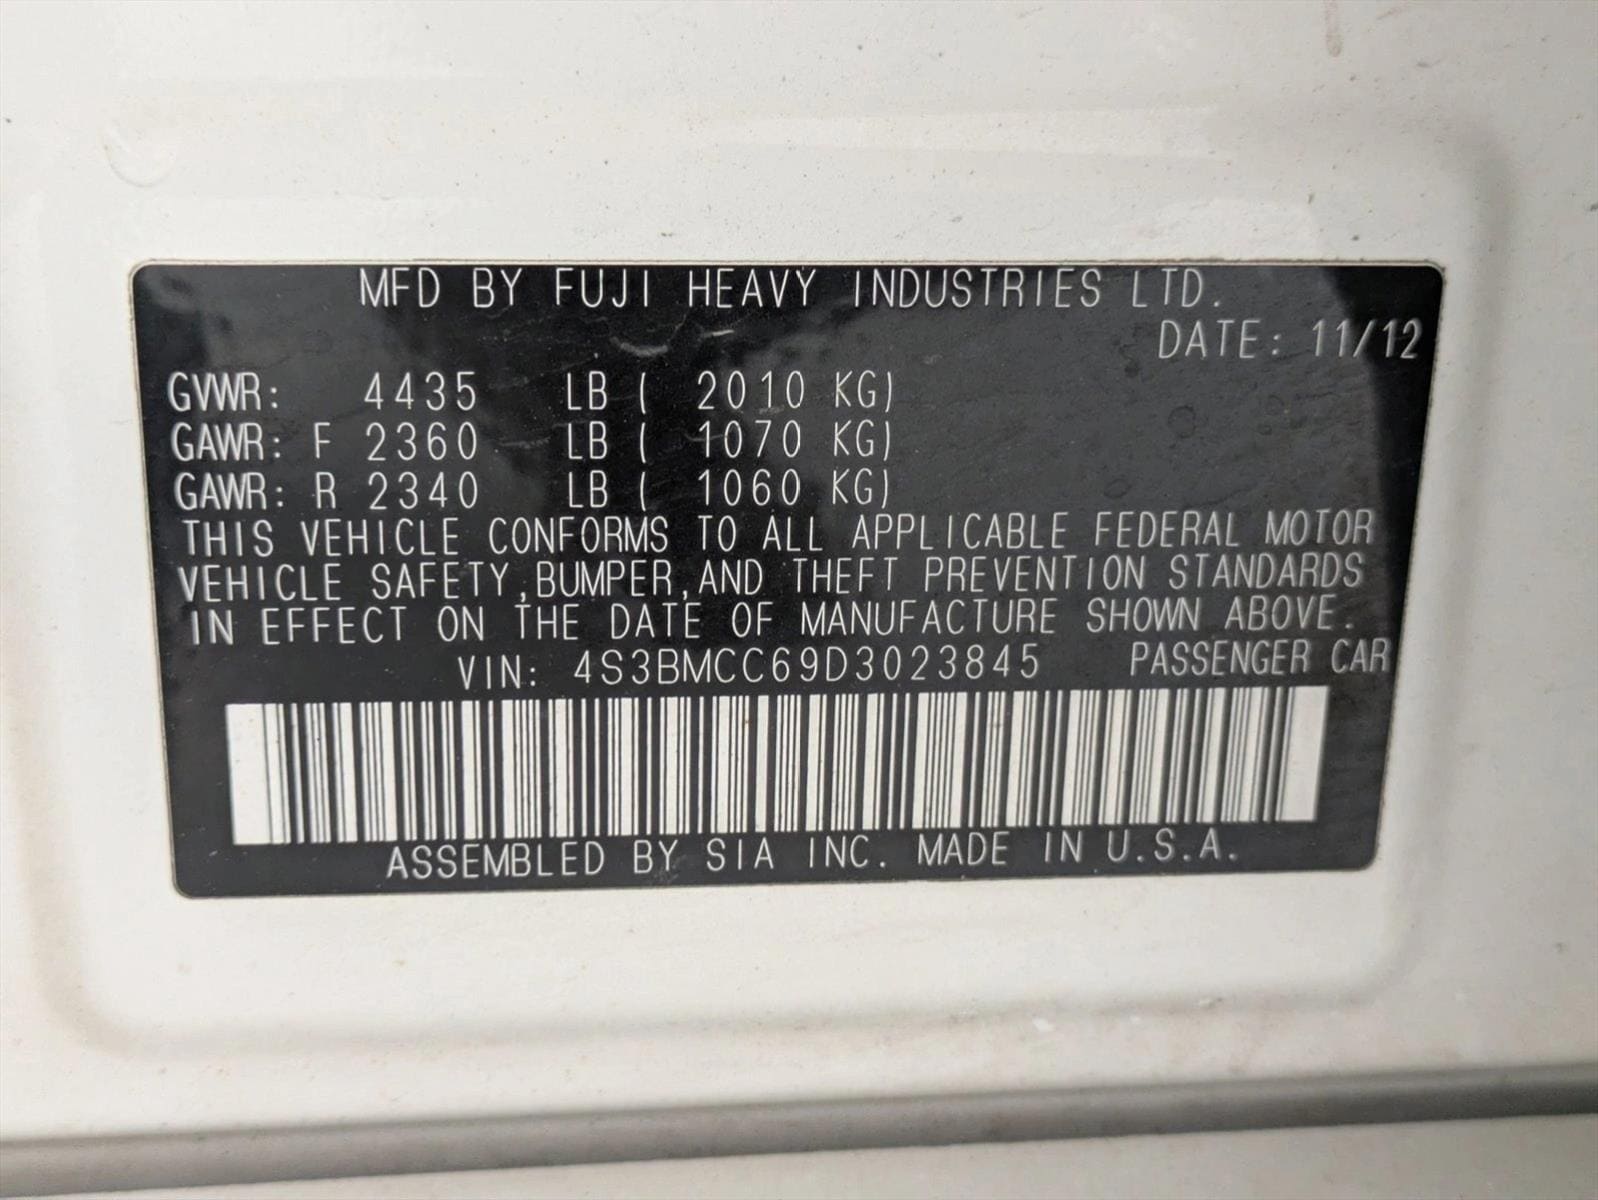 MFD BY FUJI HEAVY INDUSTRIES LTD.
DATE: 11/12
GVWR: 4435 LB ( 2010 KG)
GAWR: F 2360 LB ( 1070 KG)
GAWR: R 2340 LB ( 1060 KG)
THIS VEHICLE CONFORMS TO ALL APPLICABLE FEDERAL MOTOR
VEHICLE SAFETY,BUMPER,AND THEFT PREVENTION STANDARDS
IN EFFECT ON THE DATE OF MANUFACTURE SHOWN ABOVE.
VIN: 4S3BMCC69D3023845 PASSENGER CAR
ASSEMBLED BY SIA INC. MADE IN U.S.A.